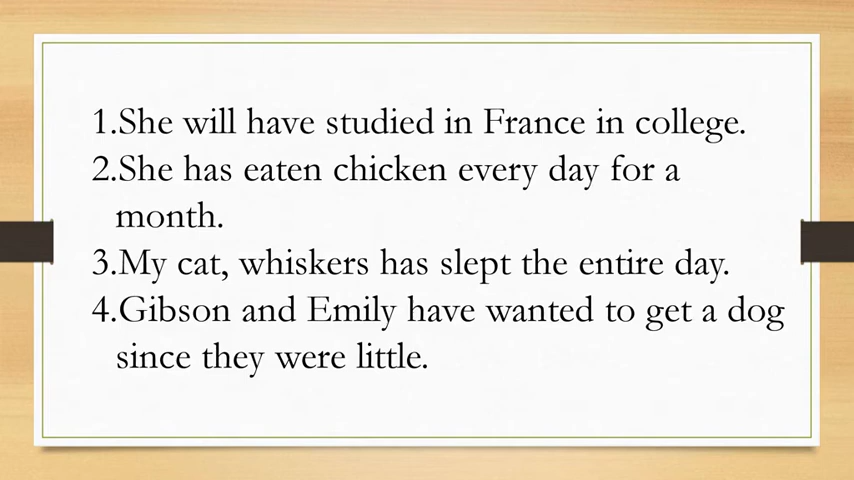 1.She will have studied in France in college.
2.She has eaten chicken every day for a
month.
3.My cat, whiskers has slept the entire day.
4.Gibson and Emily have wanted to get a dog
since they were little.